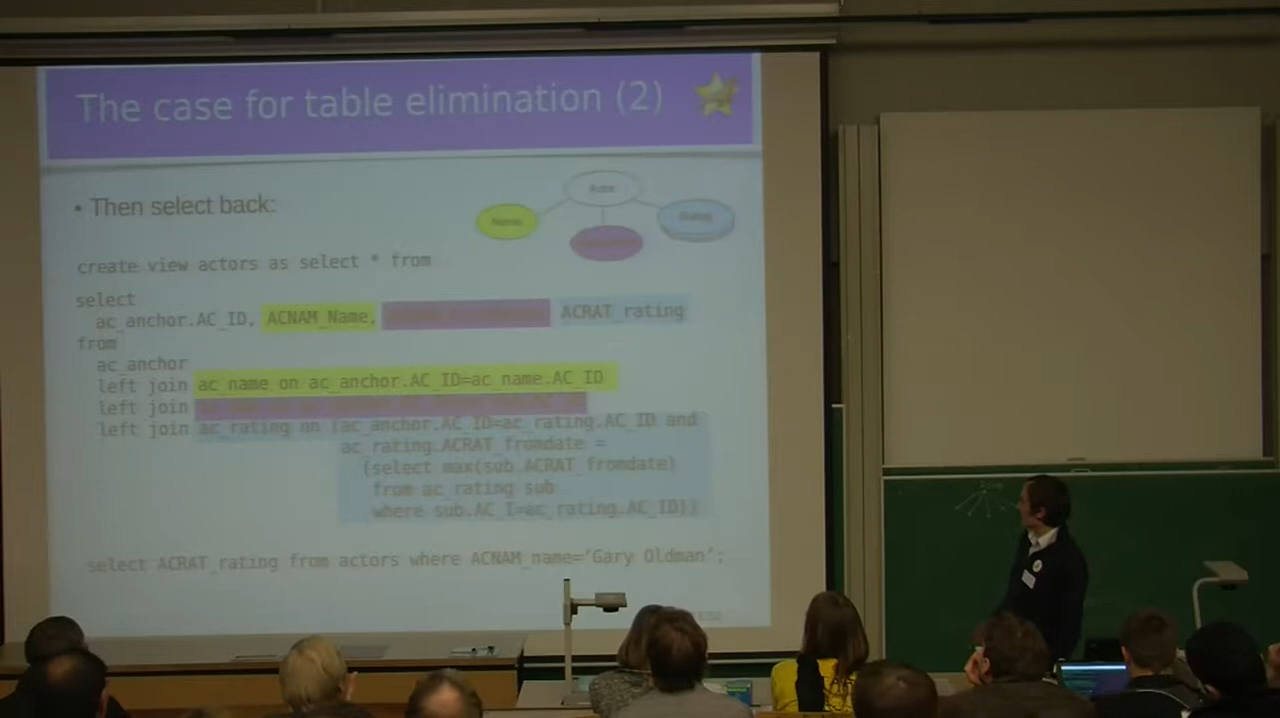 The case for table elimination (2)
• Then select back:
Actor
Name
Rating
create view actors as select * from
select
ac_anchor.AC_ID, ACNAM_Name, ACRAT_rating
from
ac_anchor
left join ac_name on ac_anchor.AC_ID=ac_name.AC_ID
left join
left join ac_rating on (ac_anchor.AC_ID=ac_rating.AC_ID and
ac_rating.ACRAT_fromdate =
(select max(sub.ACRAT_fromdate)
from ac_rating sub
where sub.AC_I=ac_rating.AC_ID))
select ACRAT_rating from actors where ACNAM_name='Gary Oldman';